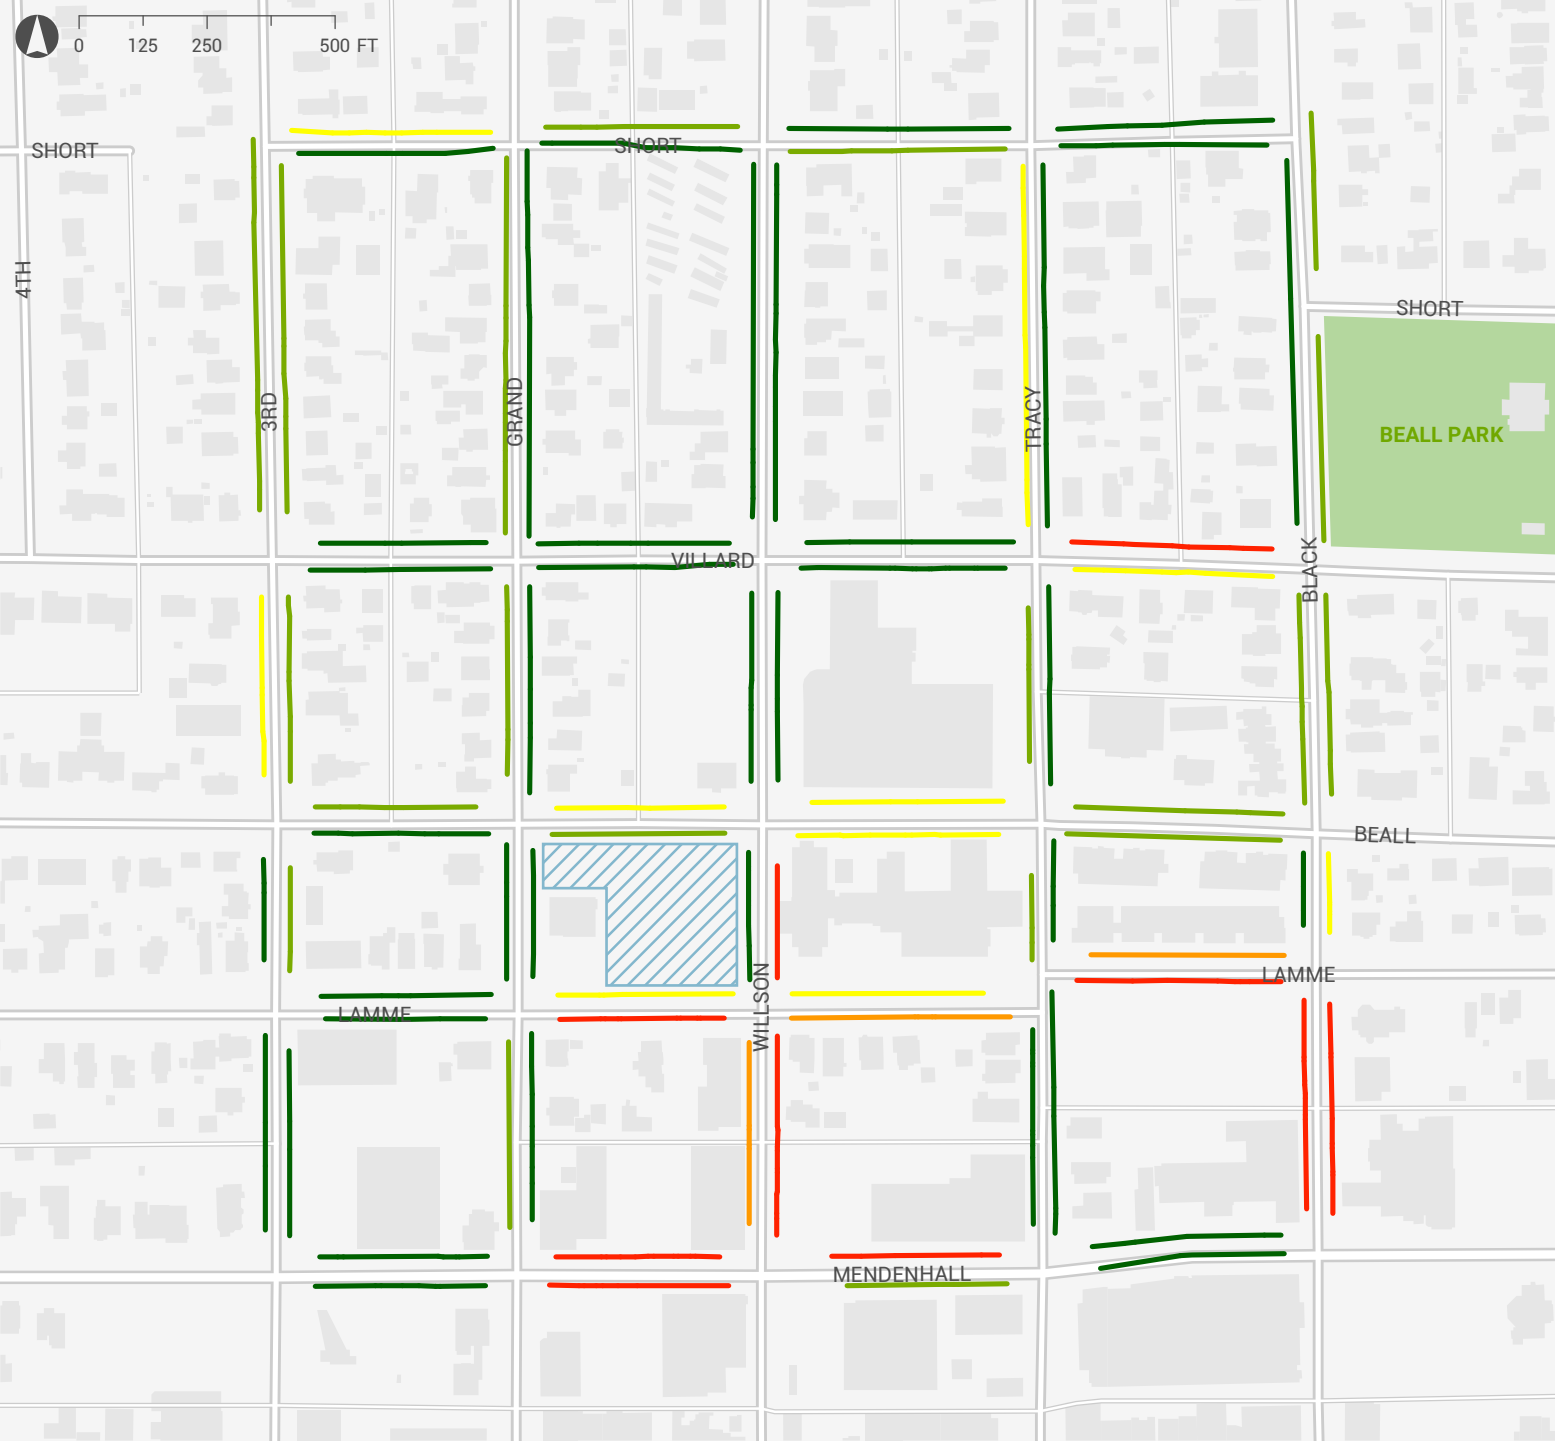 0 125 250 500 FT
SHORT
SHORT
4TH
SHORT
3RD
GRAND
TRACY
BEALL PARK
VILLARD
BLACK
BEALL
LAMME
WILLSON
LAMME
MENDENHALL